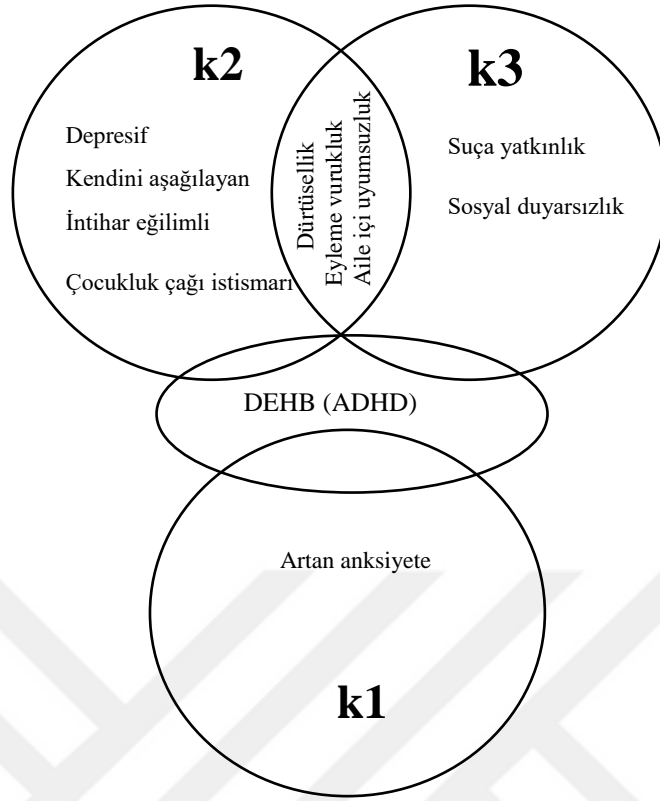 k2
Depresif
Kendini aşağılayan
İntihar eğilimli
Çocukluk çağı istismarı
Dürtüsellik
Eyleme vurukluk
Aile içi uyumsuzluk
k3
Suça yatkınlık
Sosyal duyarsızlık
DEHB (ADHD)
Artan anksiyete
k1